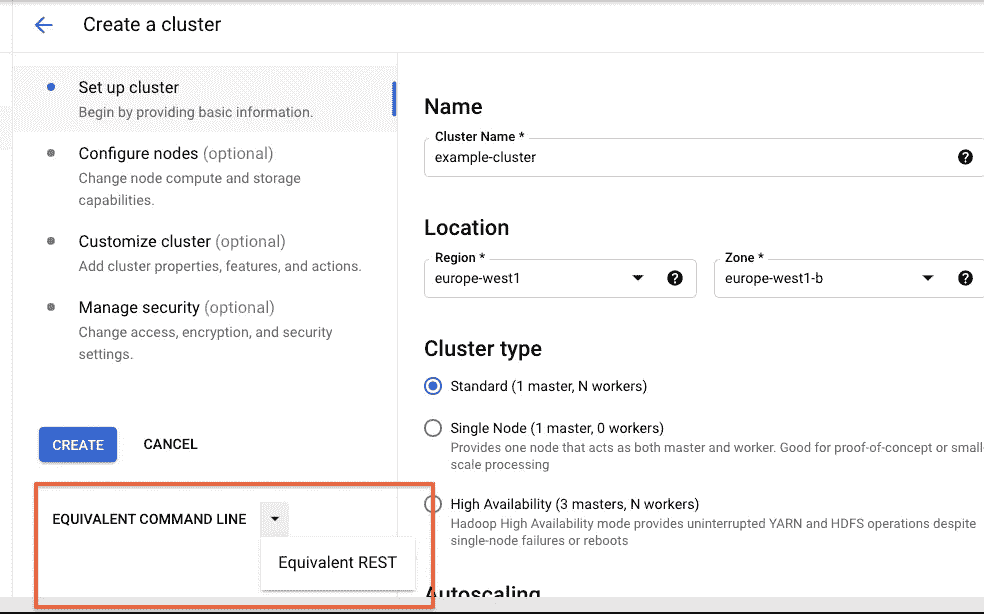 Create a cluster
Set up cluster
Begin by providing basic information.
Configure nodes (optional)
Change node compute and storage
capabilities.
Customize cluster (optional)
Add cluster properties, features, and actions.
Manage security (optional)
Change access, encryption, and security
settings.
CREATE CANCEL
EQUIVALENT COMMAND LINE
Equivalent REST
Name
Cluster Name *
example-cluster
Location
Region *
europe-west1
Zone *
europe-west1-b
Cluster type
Standard (1 master, N workers)
Single Node (1 master, 0 workers)
Provides one node that acts as both master and worker. Good for proof-of-concept or small-
scale processing
High Availability (3 masters, N workers)
Hadoop High Availability mode provides uninterrupted YARN and HDFS operations despite
single-node failures or reboots
Autoscaling